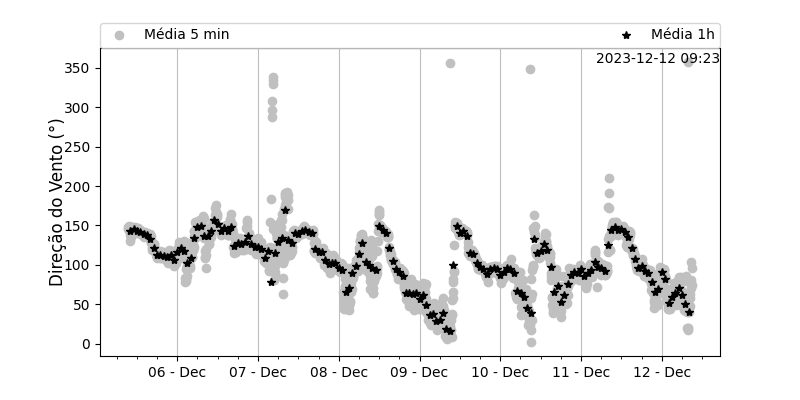 Média 5 min
Média 1h
2023-12-12 09:23
Direção do Vento (°)
350
300
250
200
150
100
50
0
06 - Dec
07 - Dec
08 - Dec
09 - Dec
10 - Dec
11 - Dec
12 - Dec